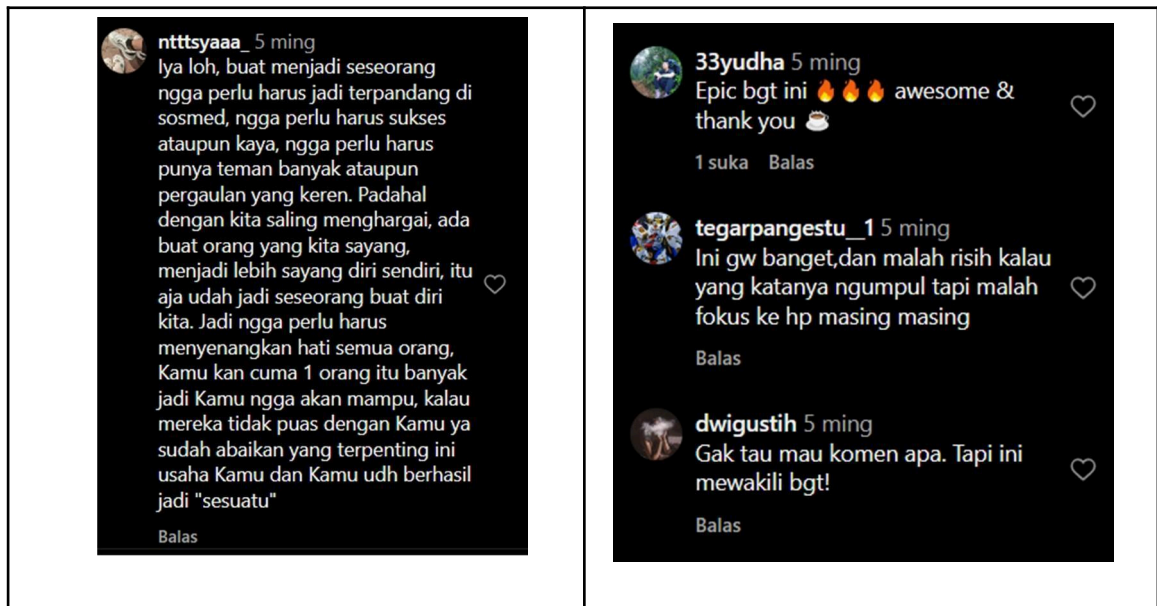 ntttsyaaa_ 5 ming
Iya loh, buat menjadi seseorang
ngga perlu harus jadi terpandang di
sosmed, ngga perlu harus sukses
ataupun kaya, ngga perlu harus
punya teman banyak ataupun
pergaulan yang keren. Padahal
dengan kita saling menghargai, ada
buat orang yang kita sayang,
menjadi lebih sayang diri sendiri, itu
aja udah jadi seseorang buat diri
kita. Jadi ngga perlu harus
menyenangkan hati semua orang,
Kamu kan cuma 1 orang itu banyak
jadi Kamu ngga akan mampu, kalau
mereka tidak puas dengan Kamu ya
sudah abaikan yang terpenting ini
usaha Kamu dan Kamu udh berhasil
jadi "sesuatu"
Balas
33yudha 5 ming
Epic bgt ini 🔥🔥🔥 awesome &
thank you ☕
1 suka Balas
tegarpangestu__1 5 ming
Ini gw banget,dan malah risih kalau
yang katanya ngumpul tapi malah
fokus ke hp masing masing
Balas
dwigustih 5 ming
Gak tau mau komen apa. Tapi ini
mewakili bgt!
Balas